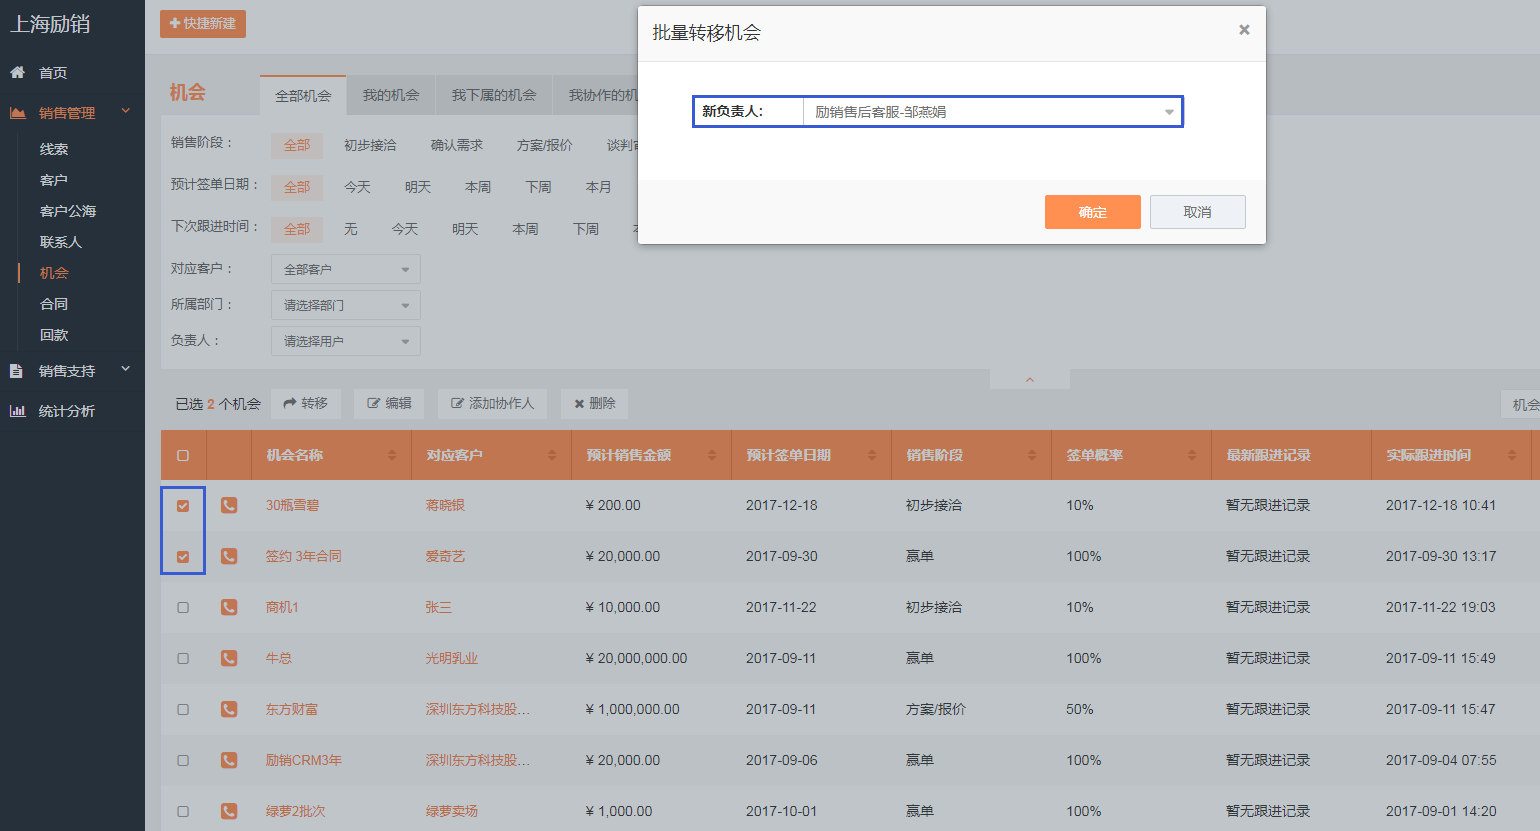 上海励销
首页
销售管理
线索
客户
客户公海
联系人
机会
合同
回款
销售支持
统计分析
快捷新建
批量转移机会
新负责人:
励销售后客服-邹燕娟
确定
取消
机会
全部机会
我的机会
我下属的机会
我协作的机
销售阶段：
全部
初步接洽
确认需求
方案/报价
谈判
预计签单日期：
全部
今天
明天
本周
下周
本月
下次跟进时间：
全部
无
今天
明天
本周
下周
对应客户：
全部客户
所属部门：
请选择部门
负责人：
请选择用户
已选 2 个机会
转移
编辑
添加协作人
删除
机会
机会名称
对应客户
预计销售金额
预计签单日期
销售阶段
签单概率
最新跟进记录
实际跟进时间
30瓶雪碧
蒋晓银
¥ 200.00
2017-12-18
初步接洽
10%
暂无跟进记录
2017-12-18 10:41
签约 3年合同
爱奇艺
¥ 20,000.00
2017-09-30
赢单
100%
暂无跟进记录
2017-09-30 13:17
商机1
张三
¥ 10,000.00
2017-11-22
初步接洽
10%
暂无跟进记录
2017-11-22 19:03
牛总
光明乳业
¥ 20,000,000.00
2017-09-11
赢单
100%
暂无跟进记录
2017-09-11 15:49
东方财富
深圳东方科技股...
¥ 1,000,000.00
2017-09-11
方案/报价
50%
暂无跟进记录
2017-09-11 15:47
励销CRM3年
深圳东方科技股...
¥ 20,000.00
2017-09-06
赢单
100%
暂无跟进记录
2017-09-04 07:55
绿萝2批次
绿萝卖场
¥ 1,000.00
2017-10-01
赢单
100%
暂无跟进记录
2017-09-01 14:20